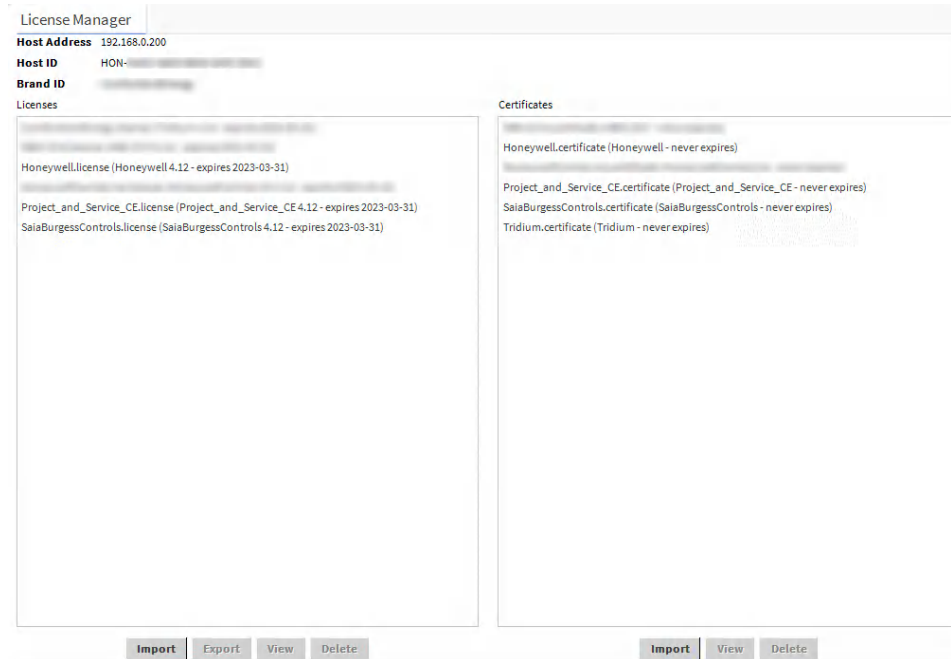 License Manager
Host Address 192.168.0.200
Host ID HON-
Brand ID
Licenses
Honeywell.license (Honeywell 4.12 - expires 2023-03-31)
Project_and_Service_CE.license (Project_and_Service_CE 4.12 - expires 2023-03-31)
SaiaBurgessControls.license (SaiaBurgessControls 4.12 - expires 2023-03-31)
Import Export View Delete
Certificates
Honeywell.certificate (Honeywell - never expires)
Project_and_Service_CE.certificate (Project_and_Service_CE - never expires)
SaiaBurgessControls.certificate (SaiaBurgessControls - never expires)
Tridium.certificate (Tridium - never expires)
Import View Delete